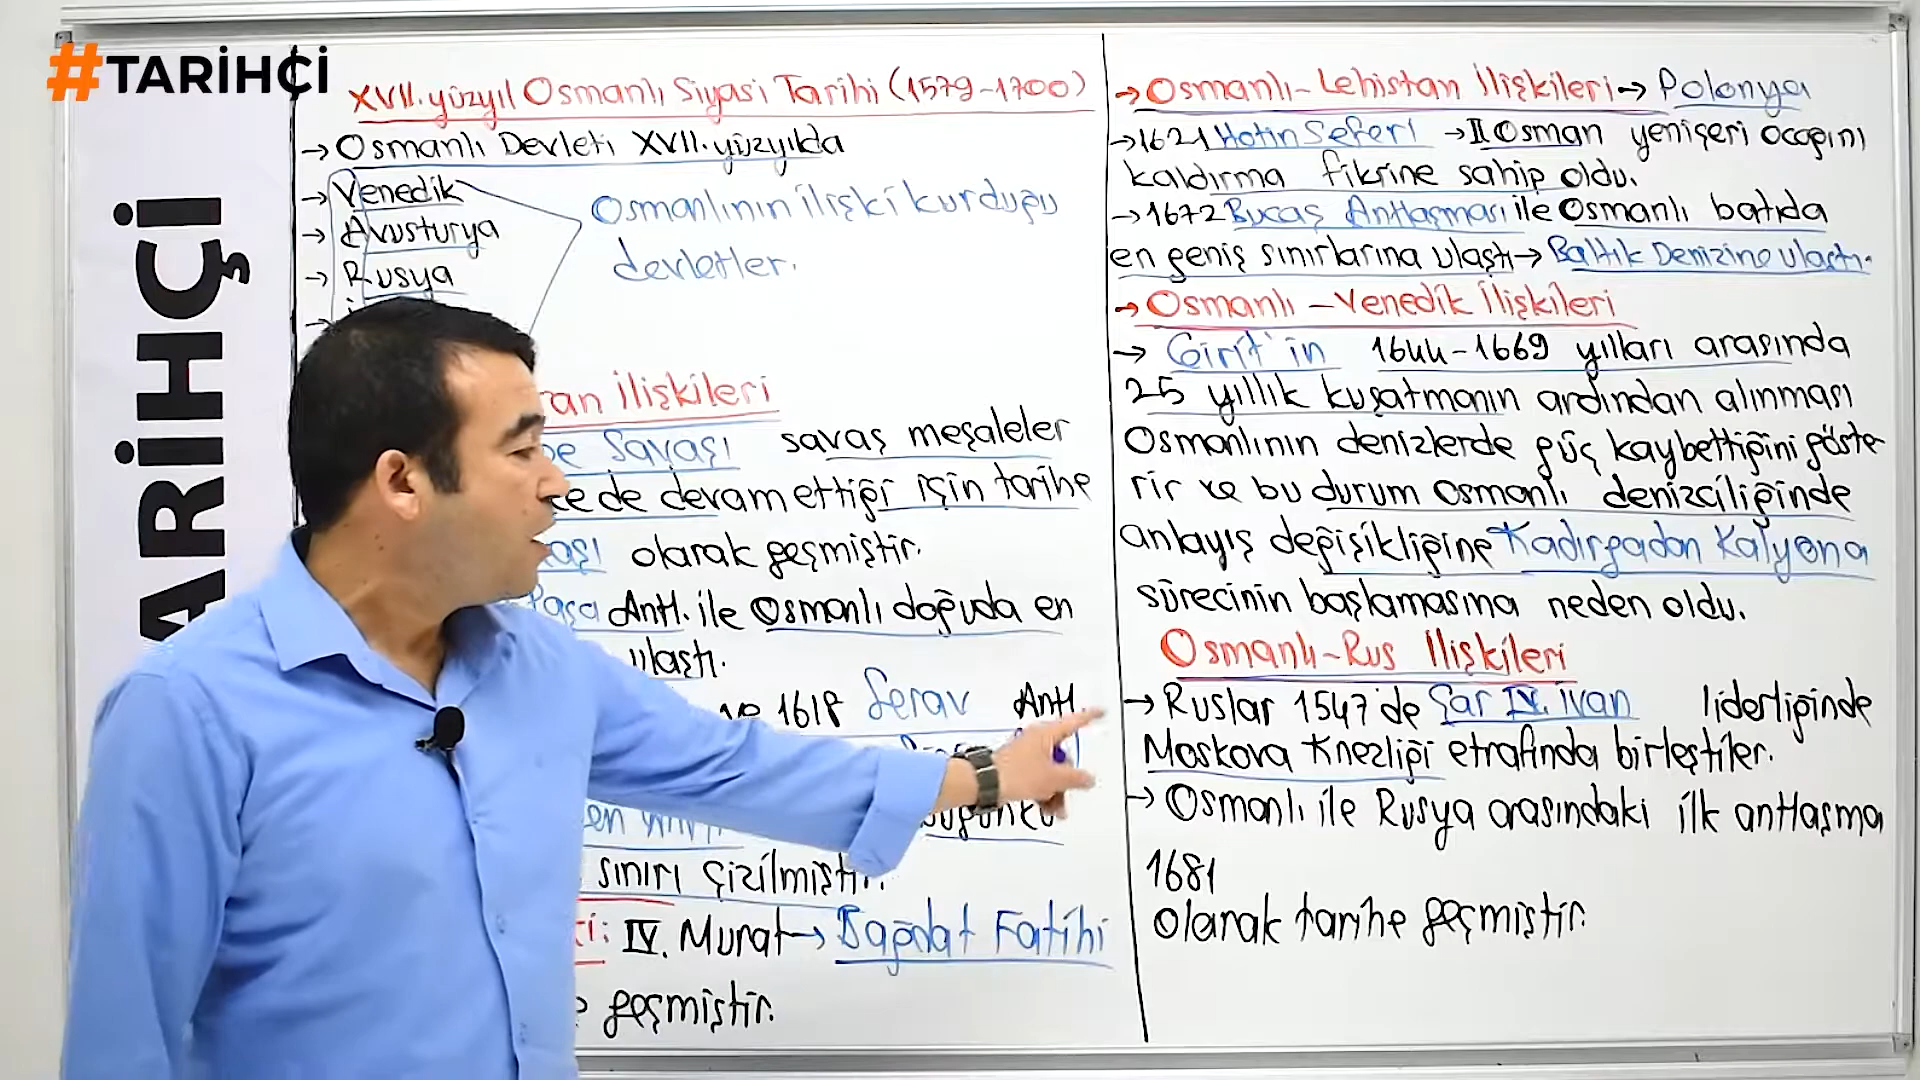 #TARİHÇİ
TARİHÇİ
XVII. yüzyıl Osmanlı Siyasi Tarihi (1579-1700)
→ Osmanlı Devleti XVII. yüzyılda
→ Venedik
→ Avusturya
→ Rusya
Osmanlının ilişki kurduğu
devletler.
ran İlişkileri
Savaşı savaş meşaleler
de devam ettiği için tarihe
olarak geçmiştir.
Paşa Antl. ile Osmanlı doğuda en
ulaştı.
ve 1618 Serav Antl.
sınırı çizilmiştir.
IV. Murat → Bağdat Fatihi
geçmiştir.
→ Osmanlı-Lehistan İlişkileri → Polonya
→ 1621 Hotin Seferi → II. Osman yeniçeri ocağını
kaldırma fikrine sahip oldu.
→ 1672 Bucaş Antlaşması ile Osmanlı batıda
en geniş sınırlarına ulaştı → Baltık Denizine ulaştı.
→ Osmanlı - Venedik İlişkileri
→ Girit'in 1644-1669 yılları arasında
25 yıllık kuşatmanın ardından alınması
Osmanlının denizlerde güç kaybettiğini göste
rir ve bu durum Osmanlı denizciliğinde
anlayış değişikliğine Kadırgadan Kalyona
sürecinin başlamasına neden oldu.
Osmanlı-Rus İlişkileri
→ Ruslar 1547'de Çar IV. İvan liderliğinde
Moskova Knezliği etrafında birleştiler.
→ Osmanlı ile Rusya arasındaki ilk antlaşma
1681
olarak tarihe geçmiştir.